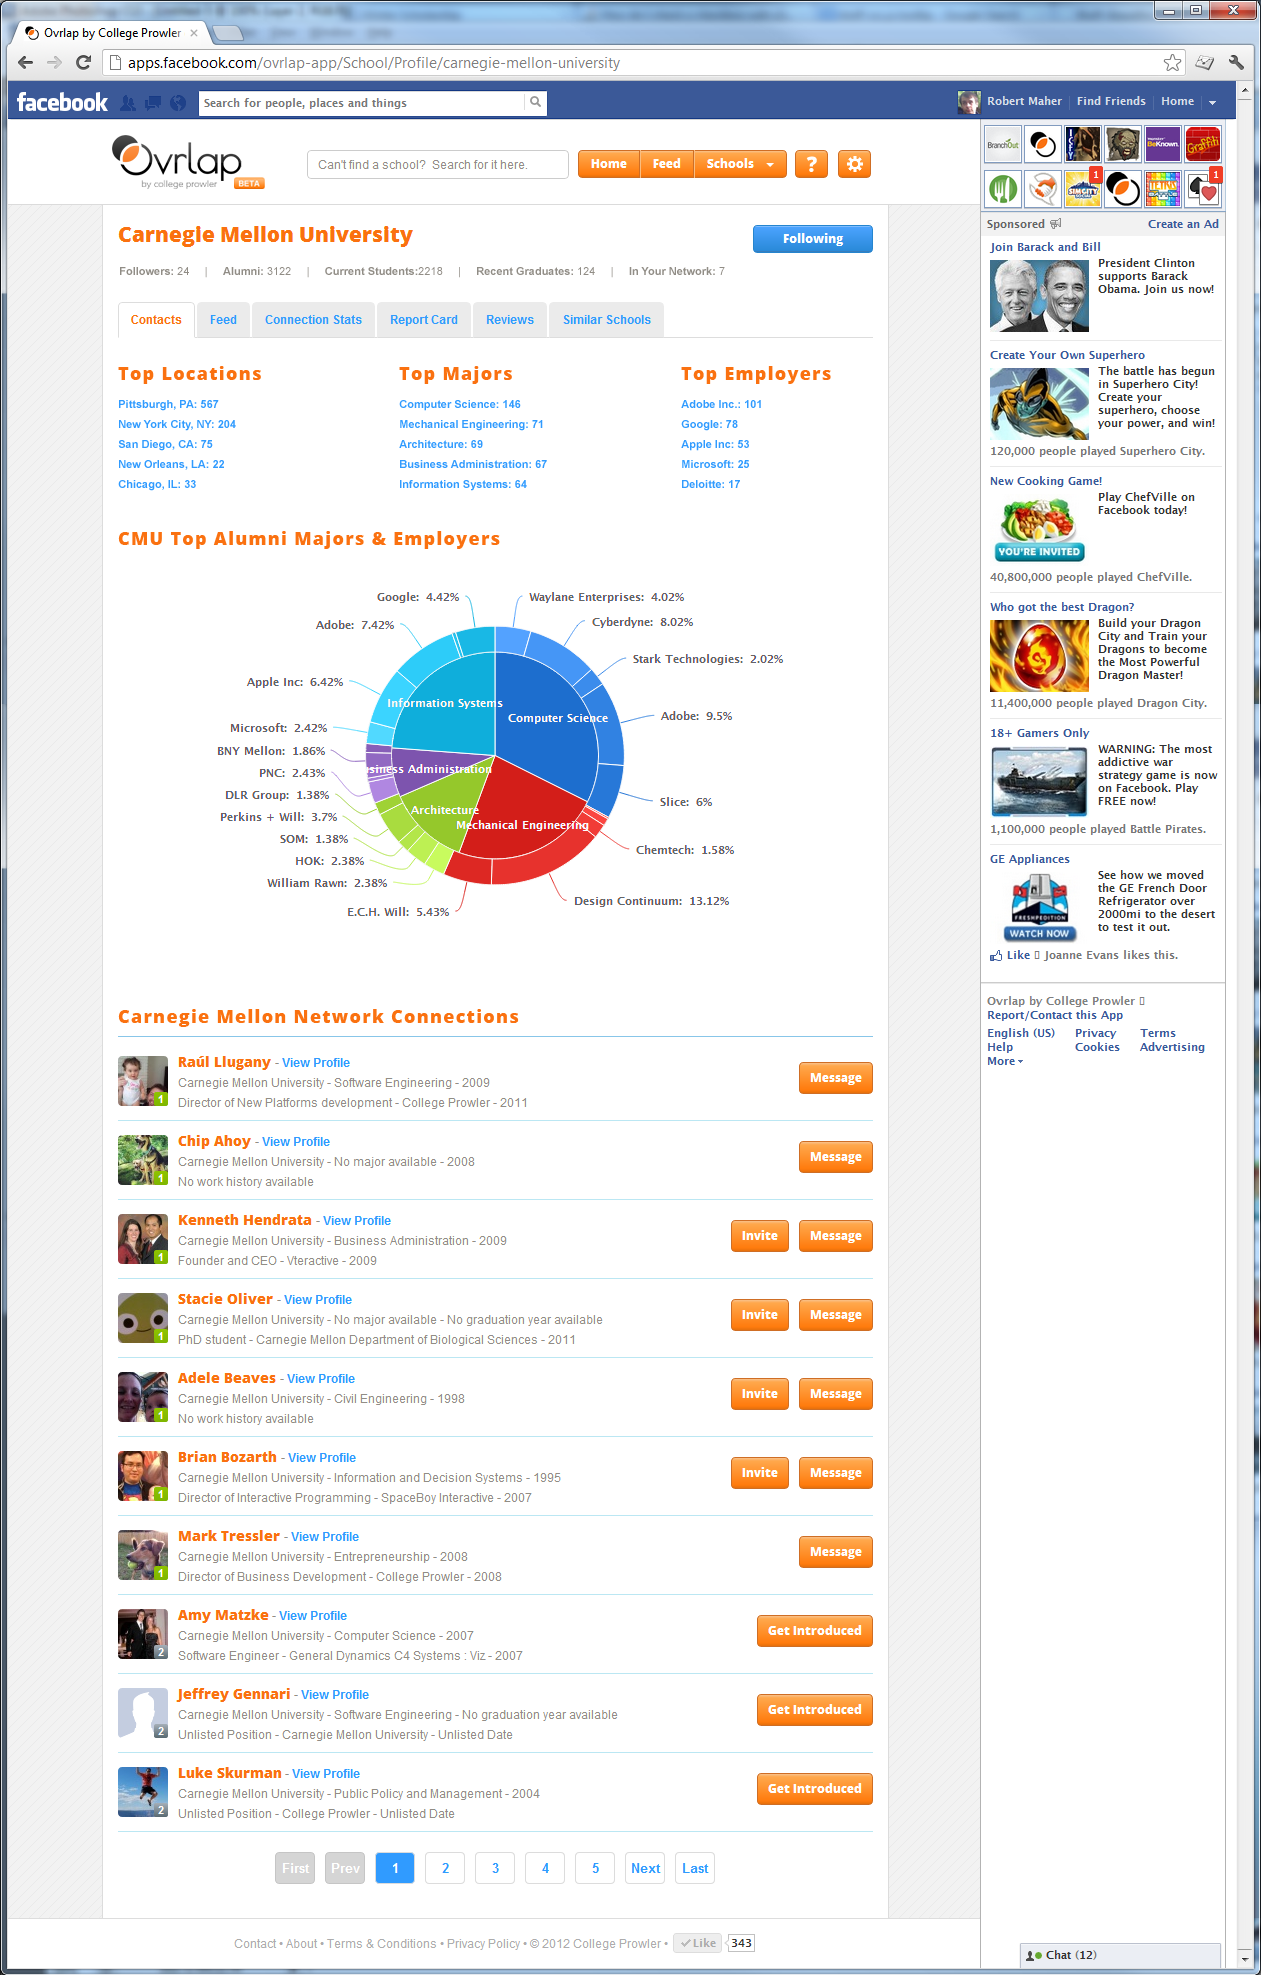 Ovrlap by College Prowler
apps.facebook.com/ovrlap-app/School/Profile/carnegie-mellon-university
facebook
Search for people, places and things
Robert Maher
Find Friends
Home
Ovrlap
by college prowler
BETA
Can't find a school? Search for it here.
Home
Feed
Schools
?
BranchOut
BeKnown.
Graffiti
SIMCITY
1
TETRIS
1
Carnegie Mellon University
Following
Followers: 24 | Alumni: 3122 | Current Students:2218 | Recent Graduates: 124 | In Your Network: 7
Contacts
Feed
Connection Stats
Report Card
Reviews
Similar Schools
Top Locations
Pittsburgh, PA: 567
New York City, NY: 204
San Diego, CA: 75
New Orleans, LA: 22
Chicago, IL: 33
Top Majors
Computer Science: 146
Mechanical Engineering: 71
Architecture: 69
Business Administration: 67
Information Systems: 64
Top Employers
Adobe Inc.: 101
Google: 78
Apple Inc: 53
Microsoft: 25
Deloitte: 17
CMU Top Alumni Majors & Employers
Google: 4.42%
Adobe: 7.42%
Apple Inc: 6.42%
Microsoft: 2.42%
BNY Mellon: 1.86%
PNC: 2.43%
DLR Group: 1.38%
Perkins + Will: 3.7%
SOM: 1.38%
HOK: 2.38%
William Rawn: 2.38%
E.C.H. Will: 5.43%
Waylane Enterprises: 4.02%
Cyberdyne: 8.02%
Stark Technologies: 2.02%
Adobe: 9.5%
Slice: 6%
Chemtech: 1.58%
Design Continuum: 13.12%
Information Systems
Computer Science
siness Administration
Architecture
Mechanical Engineering
Carnegie Mellon Network Connections
Raúl Llugany - View Profile
Carnegie Mellon University - Software Engineering - 2009
Director of New Platforms development - College Prowler - 2011
1
Message
Chip Ahoy - View Profile
Carnegie Mellon University - No major available - 2008
No work history available
1
Message
Kenneth Hendrata - View Profile
Carnegie Mellon University - Business Administration - 2009
Founder and CEO - Vteractive - 2009
1
Invite
Message
Stacie Oliver - View Profile
Carnegie Mellon University - No major available - No graduation year available
PhD student - Carnegie Mellon Department of Biological Sciences - 2011
1
Invite
Message
Adele Beaves - View Profile
Carnegie Mellon University - Civil Engineering - 1998
No work history available
1
Invite
Message
Brian Bozarth - View Profile
Carnegie Mellon University - Information and Decision Systems - 1995
Director of Interactive Programming - SpaceBoy Interactive - 2007
1
Invite
Message
Mark Tressler - View Profile
Carnegie Mellon University - Entrepreneurship - 2008
Director of Business Development - College Prowler - 2008
1
Message
Amy Matzke - View Profile
Carnegie Mellon University - Computer Science - 2007
Software Engineer - General Dynamics C4 Systems : Viz - 2007
2
Get Introduced
Jeffrey Gennari - View Profile
Carnegie Mellon University - Software Engineering - No graduation year available
Unlisted Position - Carnegie Mellon University - Unlisted Date
2
Get Introduced
Luke Skurman - View Profile
Carnegie Mellon University - Public Policy and Management - 2004
Unlisted Position - College Prowler - Unlisted Date
2
Get Introduced
First
Prev
1
2
3
4
5
Next
Last
Contact • About • Terms & Conditions • Privacy Policy • © 2012 College Prowler •
Like
343
Sponsored
Create an Ad
Join Barack and Bill
President Clinton
supports Barack
Obama. Join us now!
Create Your Own Superhero
The battle has begun
in Superhero City!
Create your
superhero, choose
your power, and win!
120,000 people played Superhero City.
New Cooking Game!
Play ChefVille on
Facebook today!
YOU'RE INVITED
40,800,000 people played ChefVille.
Who got the best Dragon?
Build your Dragon
City and Train your
Dragons to become
the Most Powerful
Dragon Master!
11,400,000 people played Dragon City.
18+ Gamers Only
WARNING: The most
addictive war
strategy game is now
on Facebook. Play
FREE now!
1,100,000 people played Battle Pirates.
GE Appliances
See how we moved
the GE French Door
Refrigerator over
2000mi to the desert
to test it out.
FRESHPEDITION
WATCH NOW
Like
Joanne Evans likes this.
Ovrlap by College Prowler
Report/Contact this App
English (US)
Privacy
Terms
Help
Cookies
Advertising
More
Chat (12)